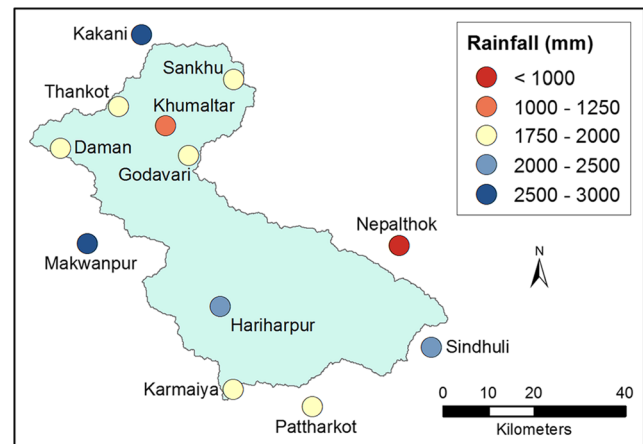 Kakani
Sankhu
Thankot
Khumaltar
Daman
Godavari
Nepalthok
Makwanpur
Hariharpur
Sindhuli
Karmaiya
Pattharkot
Rainfall (mm)
< 1000
1000 - 1250
1750 - 2000
2000 - 2500
2500 - 3000
N
0 10 20 40
Kilometers